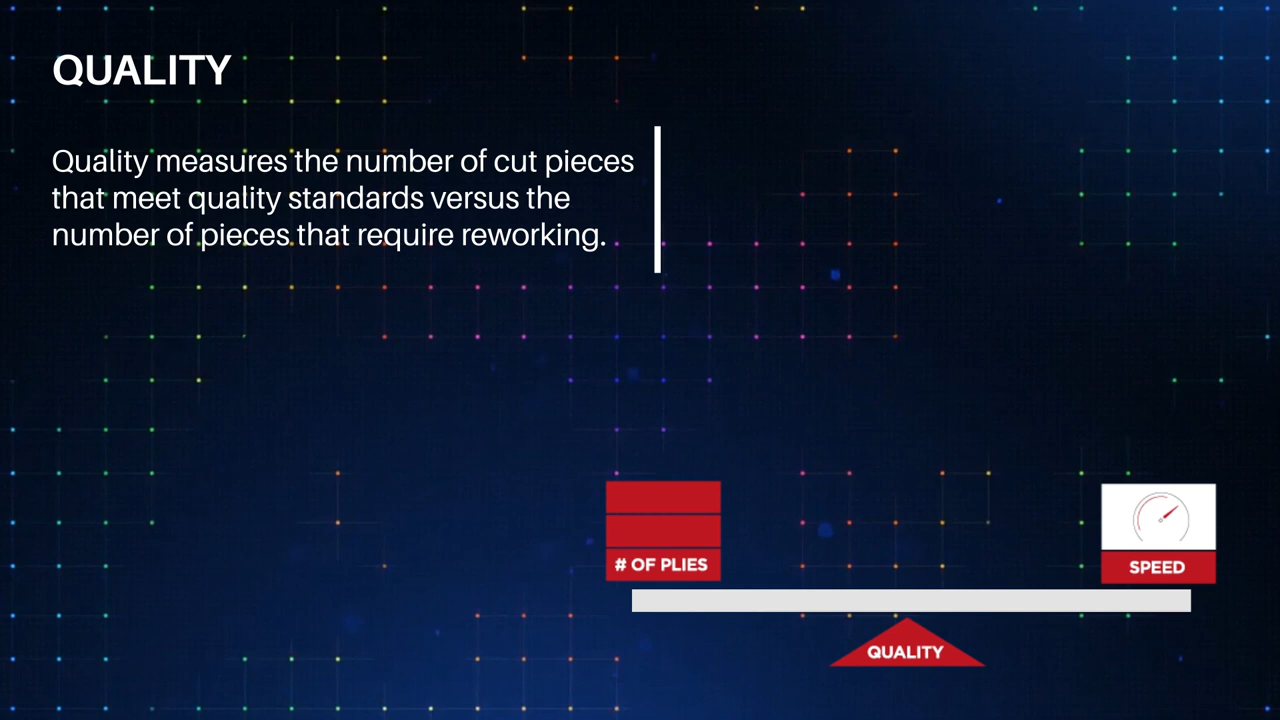 QUALITY
Quality measures the number of cut pieces
that meet quality standards versus the
number of pieces that require reworking.
# OF PLIES
SPEED
QUALITY